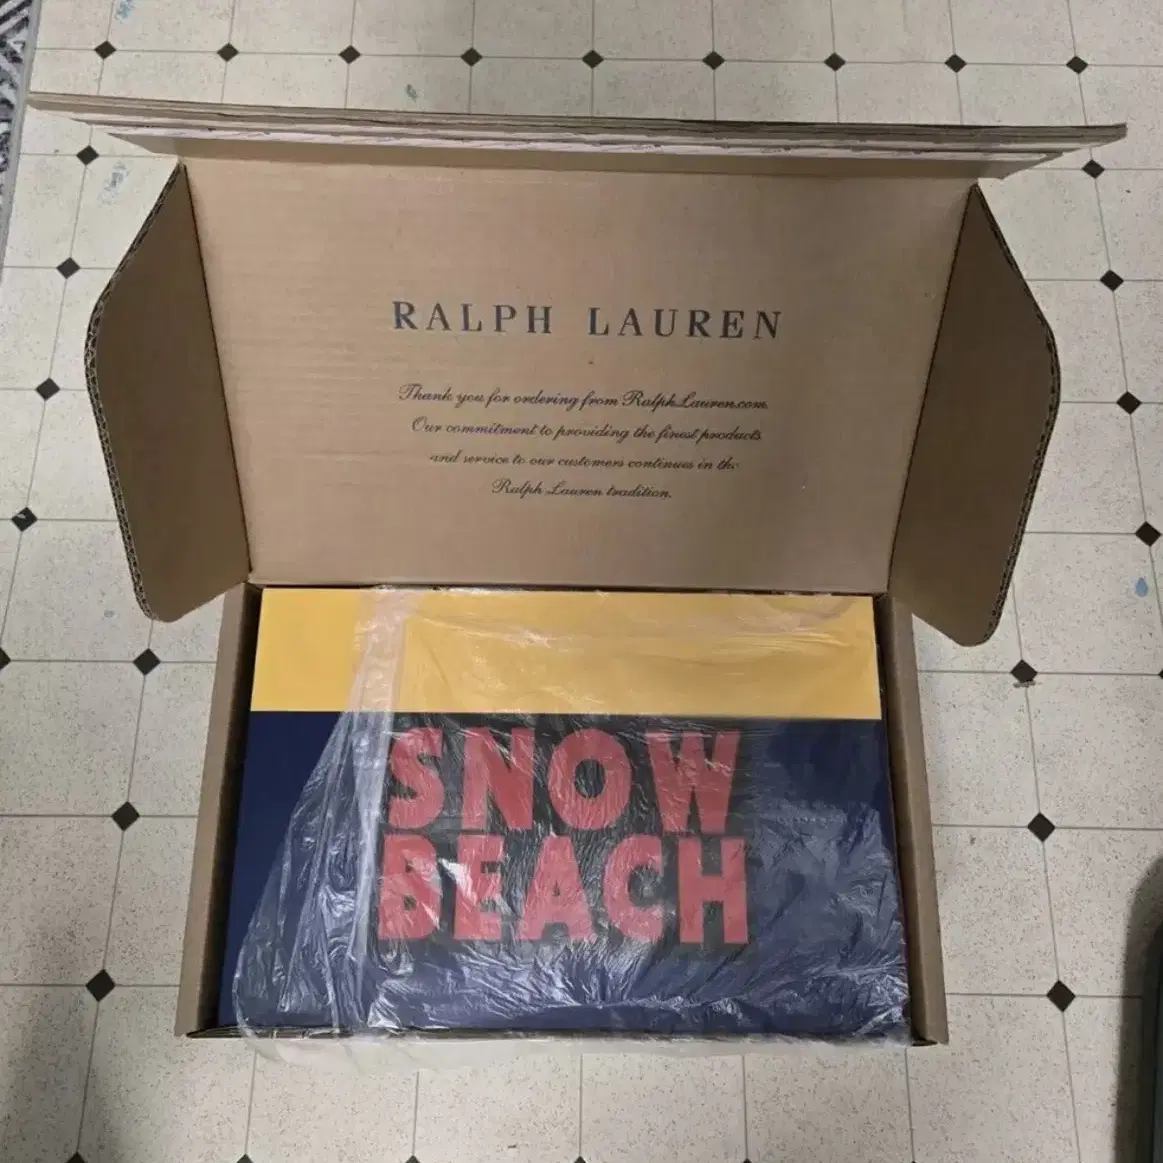 RALPH LAUREN
Thank you for ordering from RalphLauren.com.
Our commitment to providing the finest products
and service to our customers continues in the
Ralph Lauren tradition.
SNOW
BEACH